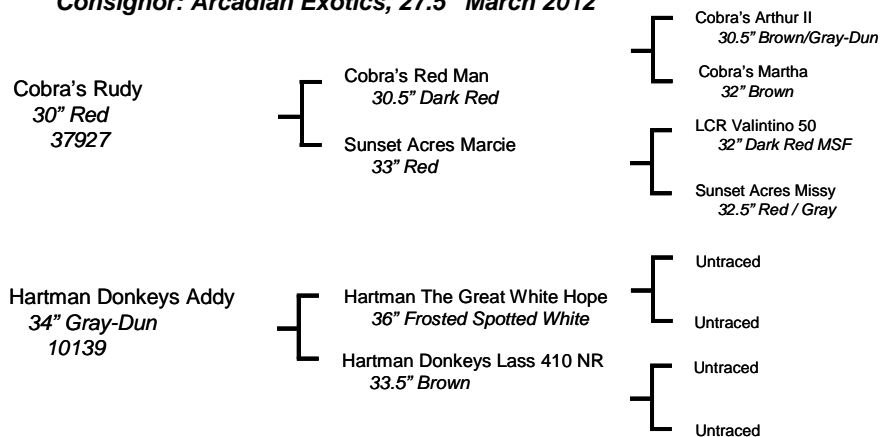 Consignor: Arcadian Exotics, 27.5" March 2012
Cobra's Rudy
30" Red
37927
Cobra's Red Man
30.5" Dark Red
Sunset Acres Marcie
33" Red
Cobra's Arthur II
30.5" Brown/Gray-Dun
Cobra's Martha
32" Brown
LCR Valintino 50
32" Dark Red MSF
Sunset Acres Missy
32.5" Red / Gray
Hartman Donkeys Addy
34" Gray-Dun
10139
Hartman The Great White Hope
36" Frosted Spotted White
Hartman Donkeys Lass 410 NR
33.5" Brown
Untraced
Untraced
Untraced
Untraced